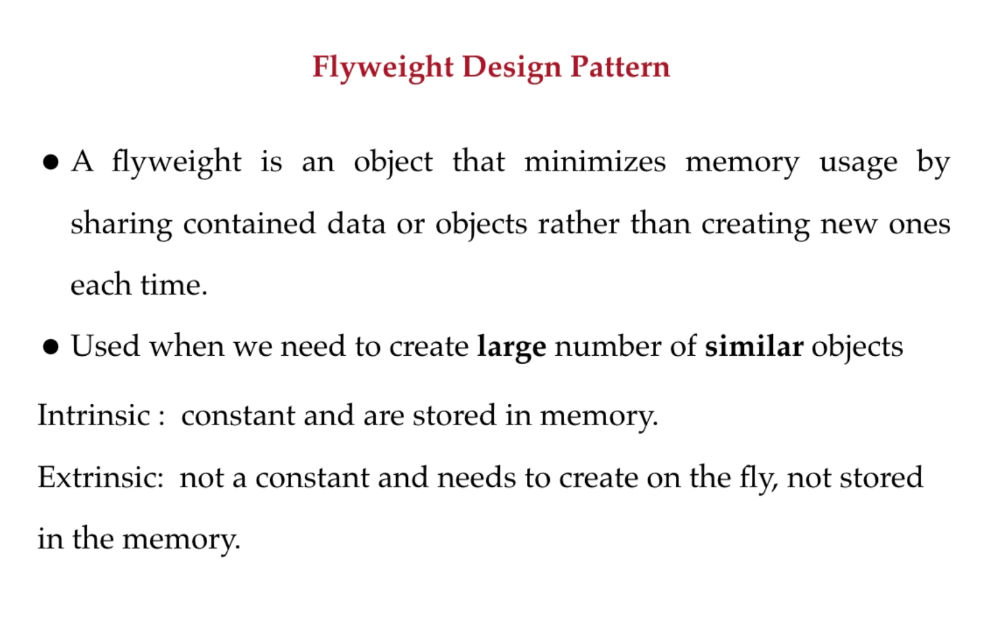 Flyweight Design Pattern
● A flyweight is an object that minimizes memory usage by
sharing contained data or objects rather than creating new ones
each time.
● Used when we need to create large number of similar objects
Intrinsic : constant and are stored in memory.
Extrinsic: not a constant and needs to create on the fly, not stored
in the memory.